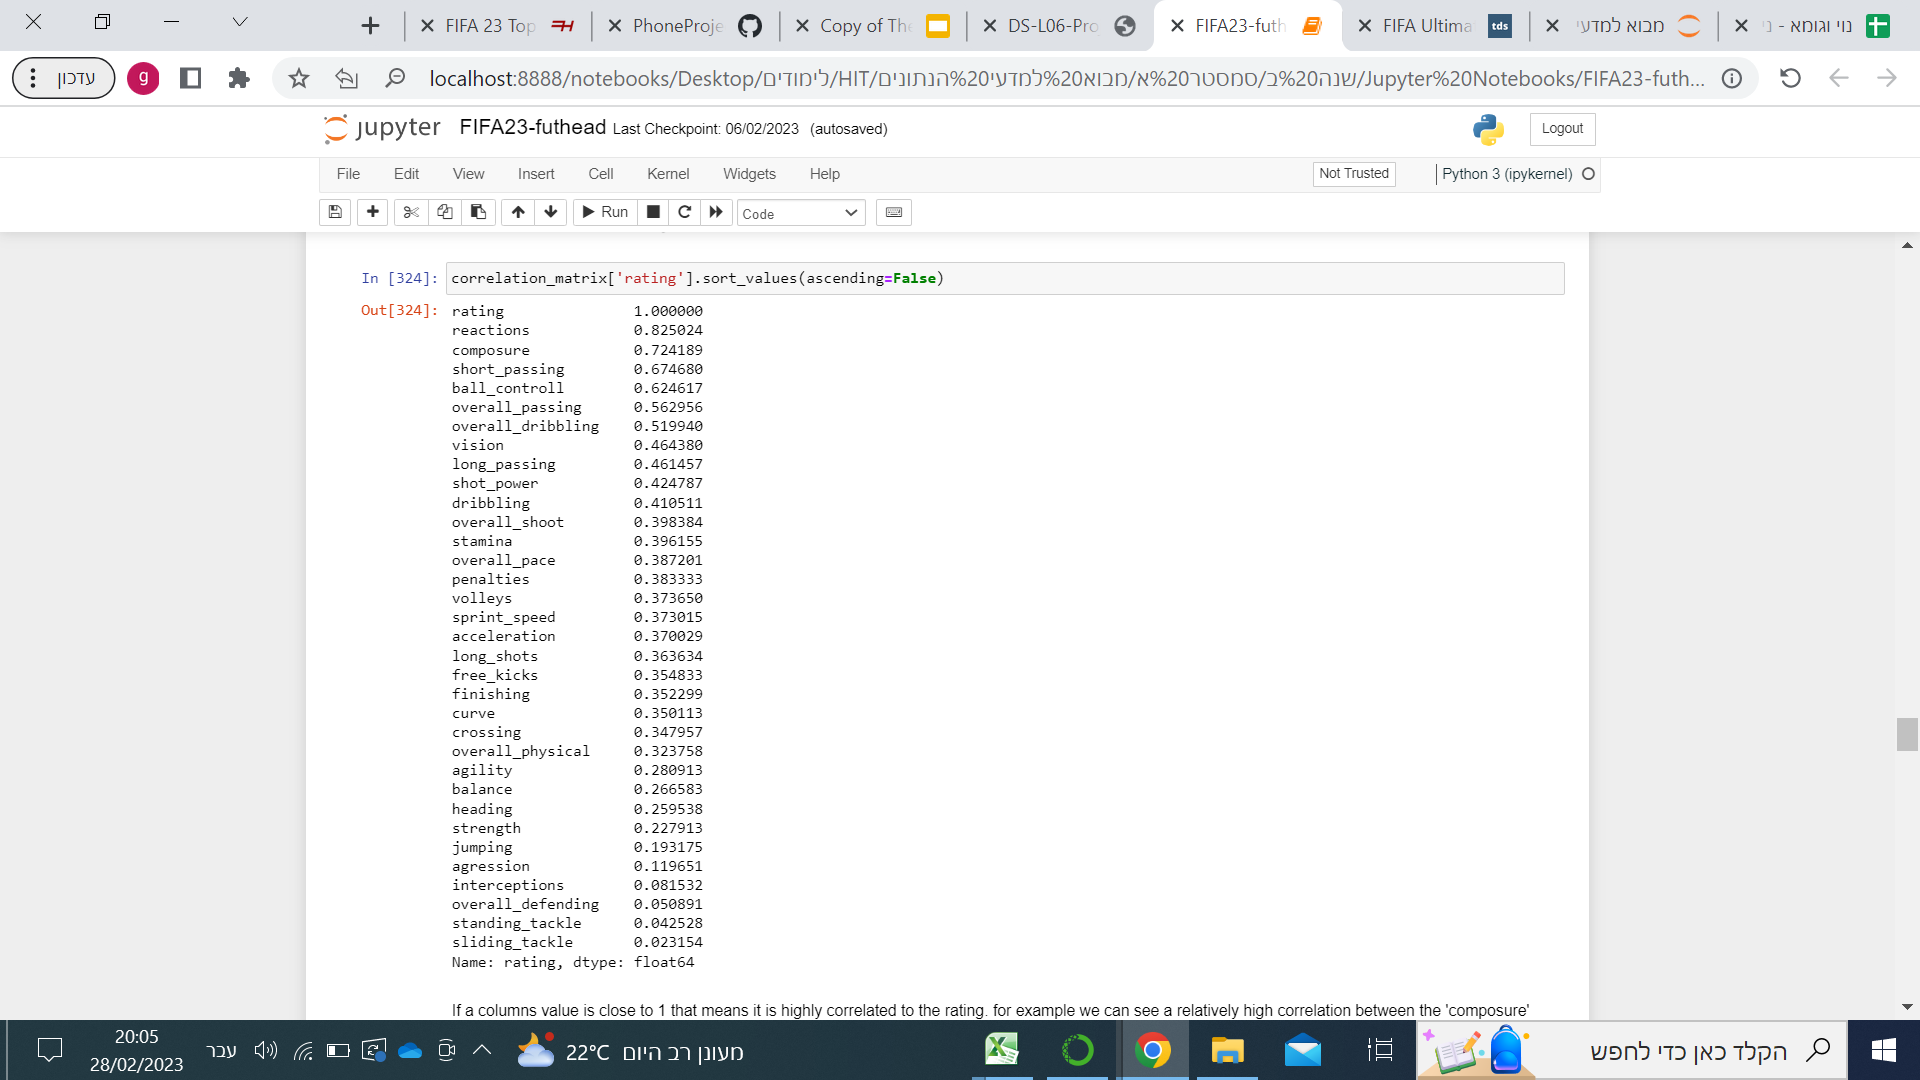 FIFA 23 Top
PhoneProje
Copy of The
DS-L06-Pro
FIFA23-futh
FIFA Ultima
tds
מבוא למדעי
נוי וגומא - ני
עדכון
g
localhost:8888/notebooks/Desktop/לימודים/HIT/שנה%20ב/סמסטר%20א/מבוא%20למדעי%20הנתונים/Jupyter%20Notebooks/FIFA23-futh...
jupyter FIFA23-futhead Last Checkpoint: 06/02/2023 (autosaved)
Logout
File Edit View Insert Cell Kernel Widgets Help
Not Trusted
Python 3 (ipykernel)
Run
Code
In [324]: correlation_matrix['rating'].sort_values(ascending=False)
Out[324]: rating 1.000000
reactions 0.825024
composure 0.724189
short_passing 0.674680
ball_controll 0.624617
overall_passing 0.562956
overall_dribbling 0.519940
vision 0.464380
long_passing 0.461457
shot_power 0.424787
dribbling 0.410511
overall_shoot 0.398384
stamina 0.396155
overall_pace 0.387201
penalties 0.383333
volleys 0.373650
sprint_speed 0.373015
acceleration 0.370029
long_shots 0.363634
free_kicks 0.354833
finishing 0.352299
curve 0.350113
crossing 0.347957
overall_physical 0.323758
agility 0.280913
balance 0.266583
heading 0.259538
strength 0.227913
jumping 0.193175
agression 0.119651
interceptions 0.081532
overall_defending 0.050891
standing_tackle 0.042528
sliding_tackle 0.023154
Name: rating, dtype: float64
If a columns value is close to 1 that means it is highly correlated to the rating. for example we can see a relatively high correlation between the 'composure'
20:05
28/02/2023
עבר
22°C מעונן רב היום
הקלד כאן כדי לחפש